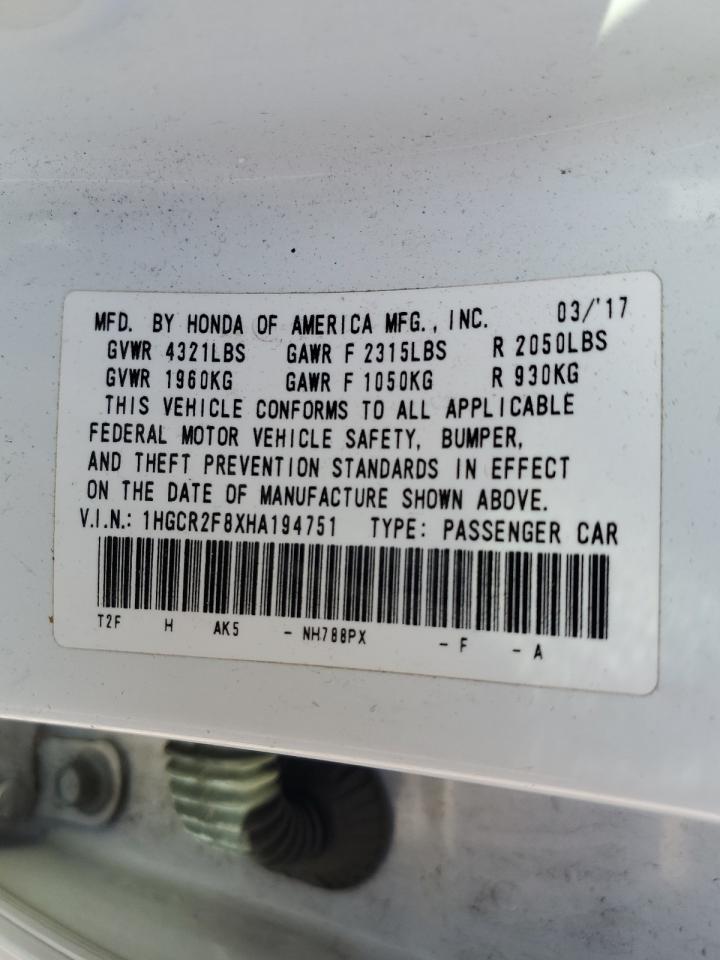 MFD. BY HONDA OF AMERICA MFG., INC. 03/'17
GVWR 4321LBS GAWR F 2315LBS R 2050LBS
GVWR 1960KG GAWR F 1050KG R 930KG
THIS VEHICLE CONFORMS TO ALL APPLICABLE
FEDERAL MOTOR VEHICLE SAFETY, BUMPER,
AND THEFT PREVENTION STANDARDS IN EFFECT
ON THE DATE OF MANUFACTURE SHOWN ABOVE.
V.I.N.: 1HGCR2F8XHA194751 TYPE: PASSENGER CAR
T2F H AK5 - NH788PX - F - A